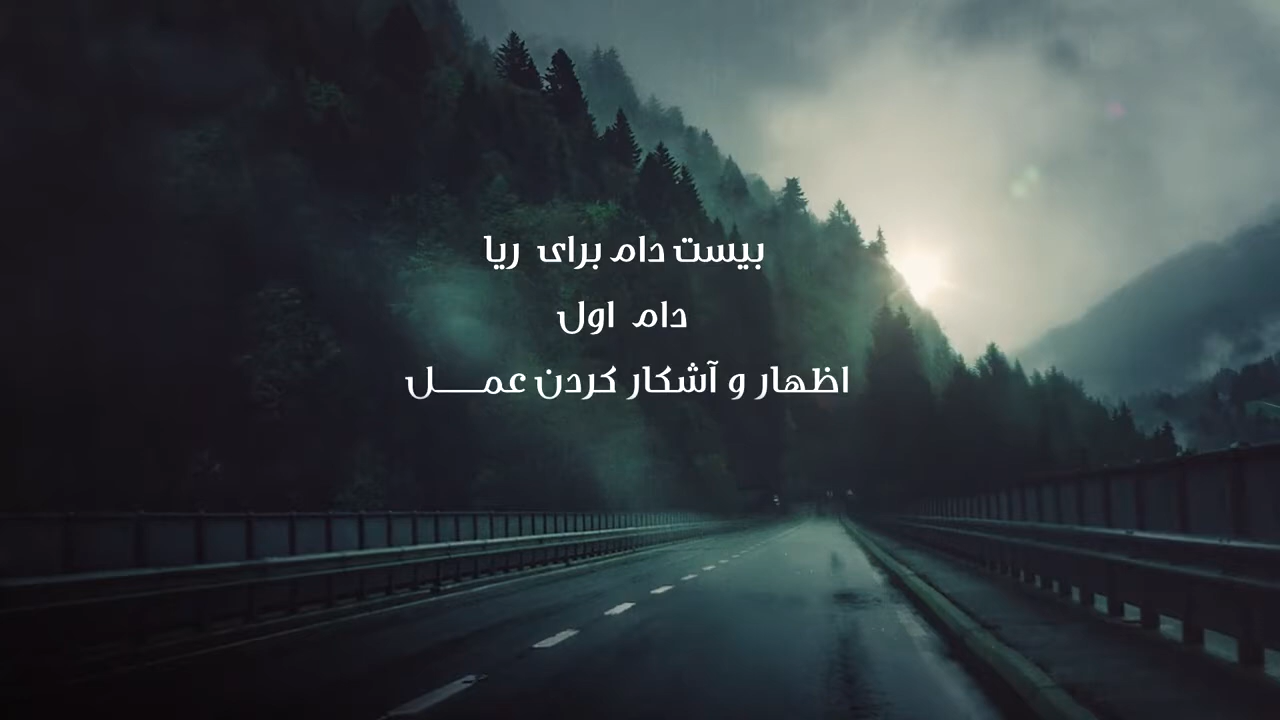 بیست دام برای ریا
دام اول
اظهار و آشکار کردن عمـــل